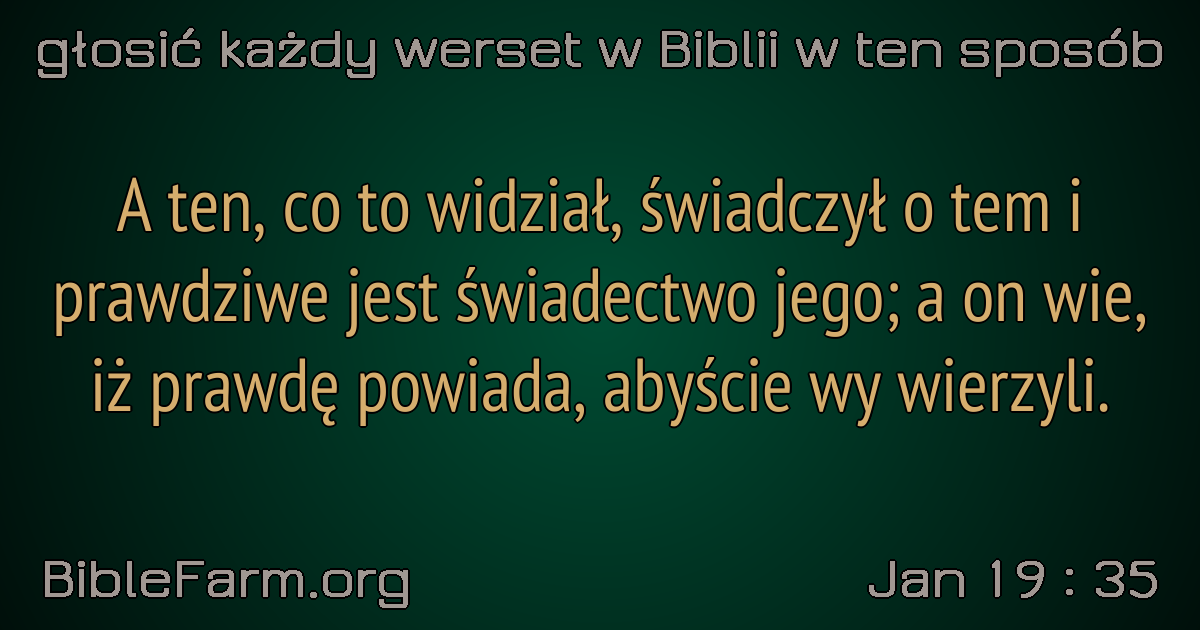 głosić każdy werset w Biblii w ten sposób
A ten, co to widział, świadczył o tem i
prawdziwe jest świadectwo jego; a on wie,
iż prawdę powiada, abyście wy wierzyli.
BibleFarm.org
Jan 19 : 35